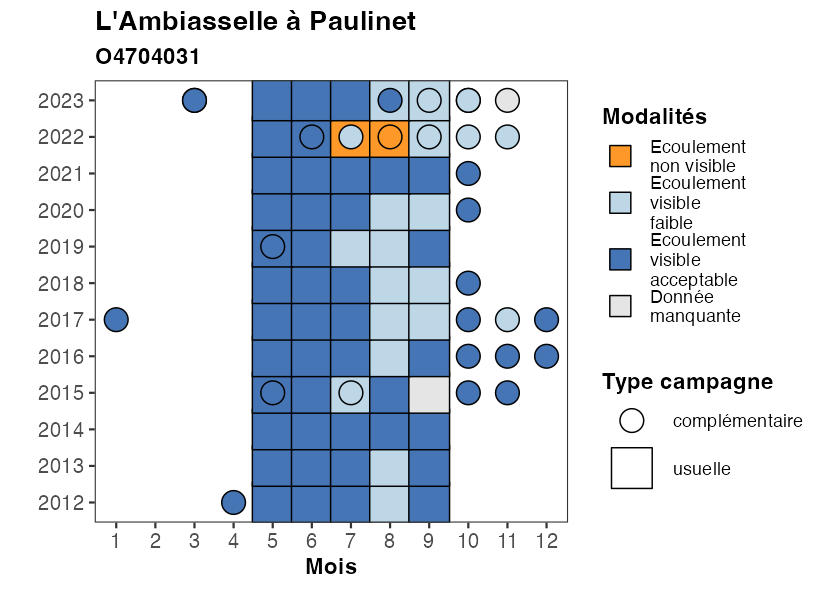 L'Ambiasselle à Paulinet
O4704031
2023
2022
2021
2020
2019
2018
2017
2016
2015
2014
2013
2012
1 2 3 4 5 6 7 8 9 10 11 12
Mois
Modalités
Ecoulement
non visible
Ecoulement
visible
faible
Ecoulement
visible
acceptable
Donnée
manquante
Type campagne
complémentaire
usuelle